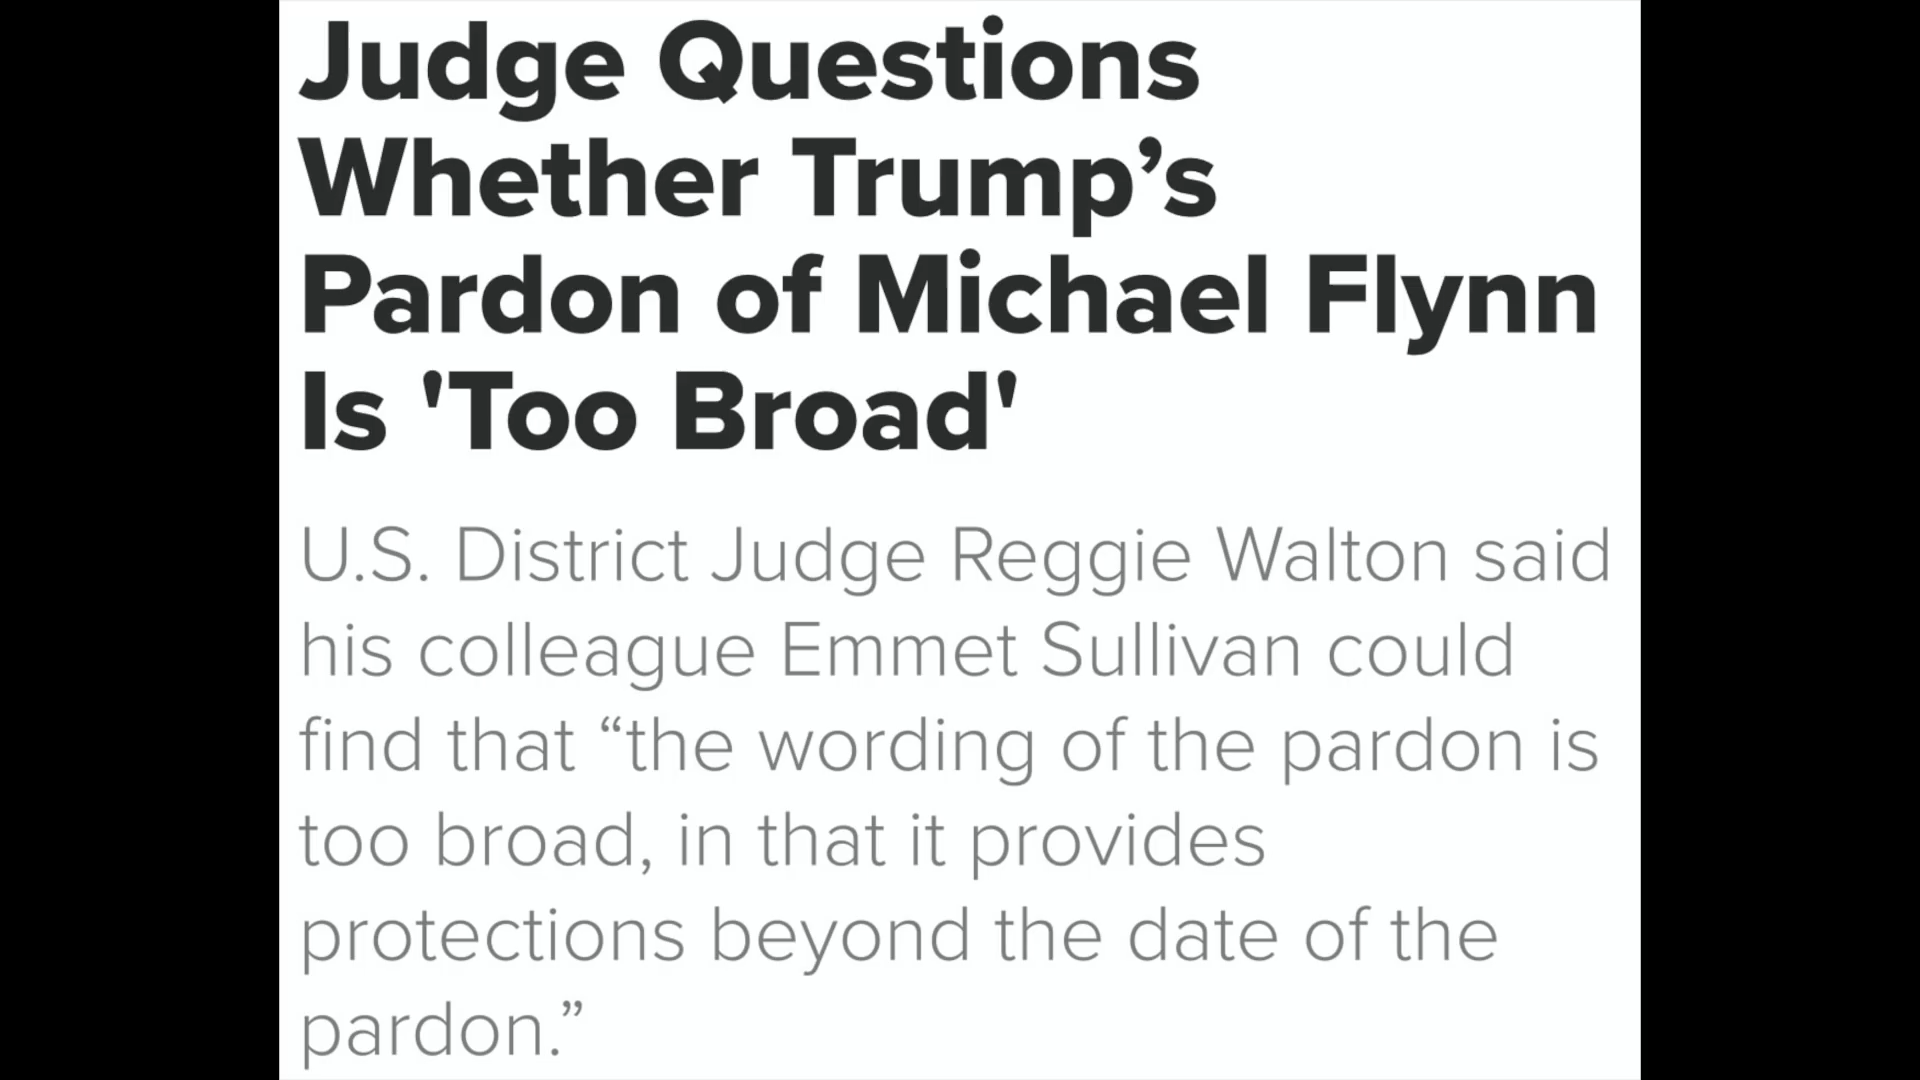 Judge Questions
Whether Trump’s
Pardon of Michael Flynn
Is 'Too Broad'
U.S. District Judge Reggie Walton said
his colleague Emmet Sullivan could
find that “the wording of the pardon is
too broad, in that it provides
protections beyond the date of the
pardon.”